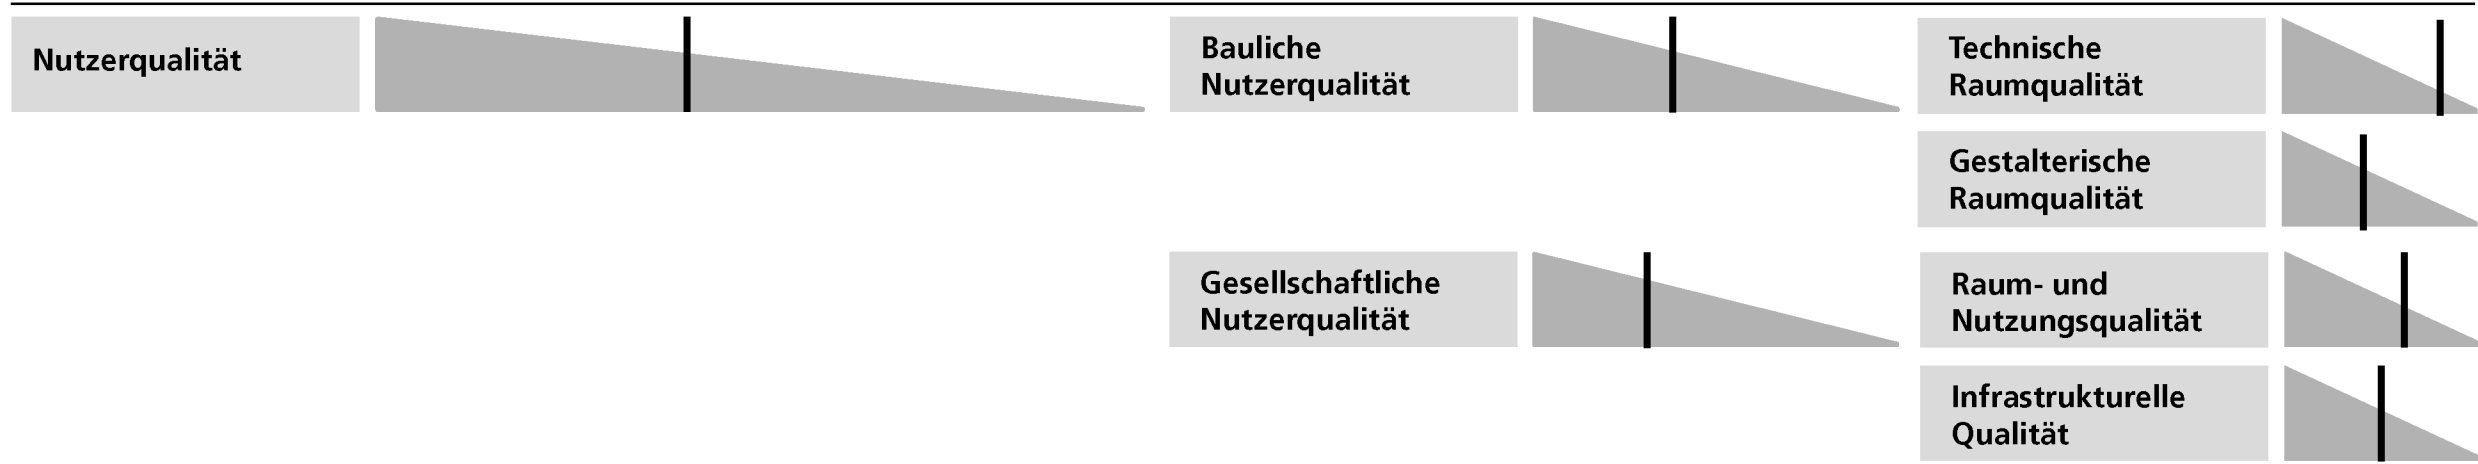 Nutzerqualität
Bauliche
Nutzerqualität
Technische
Raumqualität
Gestalterische
Raumqualität
Gesellschaftliche
Nutzerqualität
Raum- und
Nutzungsqualität
Infrastrukturelle
Qualität